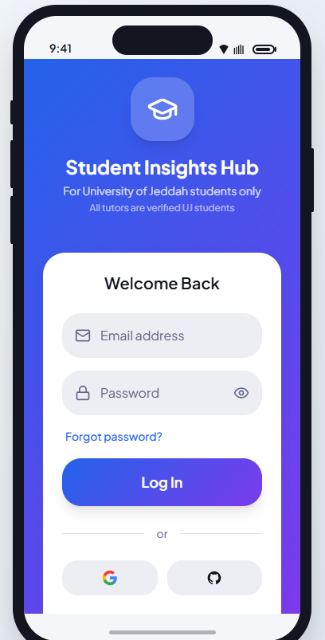 9:41
Student Insights Hub
For University of Jeddah students only
All tutors are verified UJ students
Welcome Back
Email address
Password
Forgot password?
Log In
or